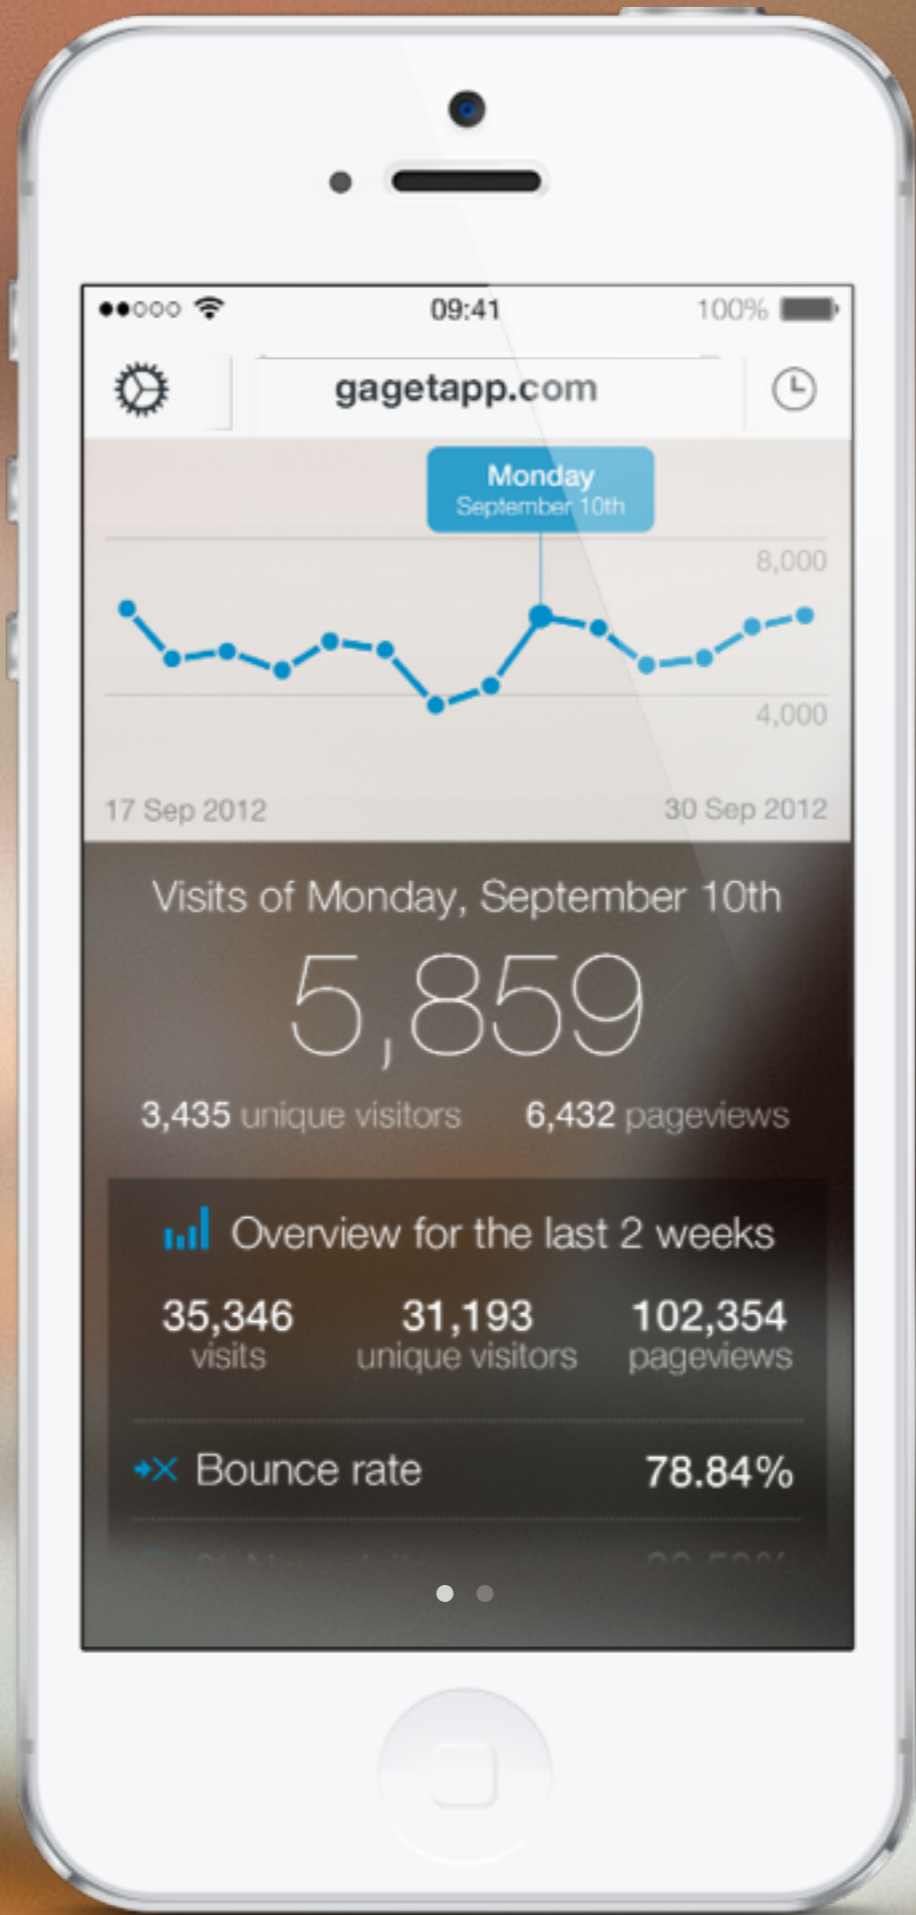 09:41
100%
gagetapp.com
Monday
September 10th
8,000
4,000
17 Sep 2012
30 Sep 2012
Visits of Monday, September 10th
5,859
3,435 unique visitors
6,432 pageviews
Overview for the last 2 weeks
35,346 31,193 102,354
visits unique visitors pageviews
Bounce rate 78.84%